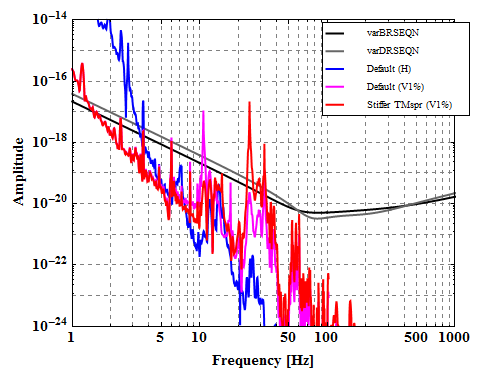 10−14
10−16
10−18
10−20
10−22
10−24
Amplitude
varBRSEQN
varDRSEQN
Default (H)
Default (V1%)
Stiffer TMspr (V1%)
1 5 10 50 100 500 1000
Frequency [Hz]